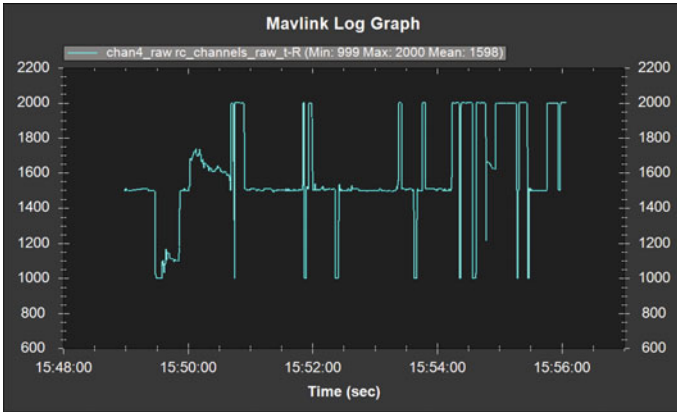 Mavlink Log Graph
chan4_raw rc_channels_raw_t-R (Min: 999 Max: 2000 Mean: 1598)
2200 2200
2000 2000
1800 1800
1600 1600
1400 1400
1200 1200
1000 1000
800 800
600 600
15:48:00 15:50:00 15:52:00 15:54:00 15:56:00
Time (sec)